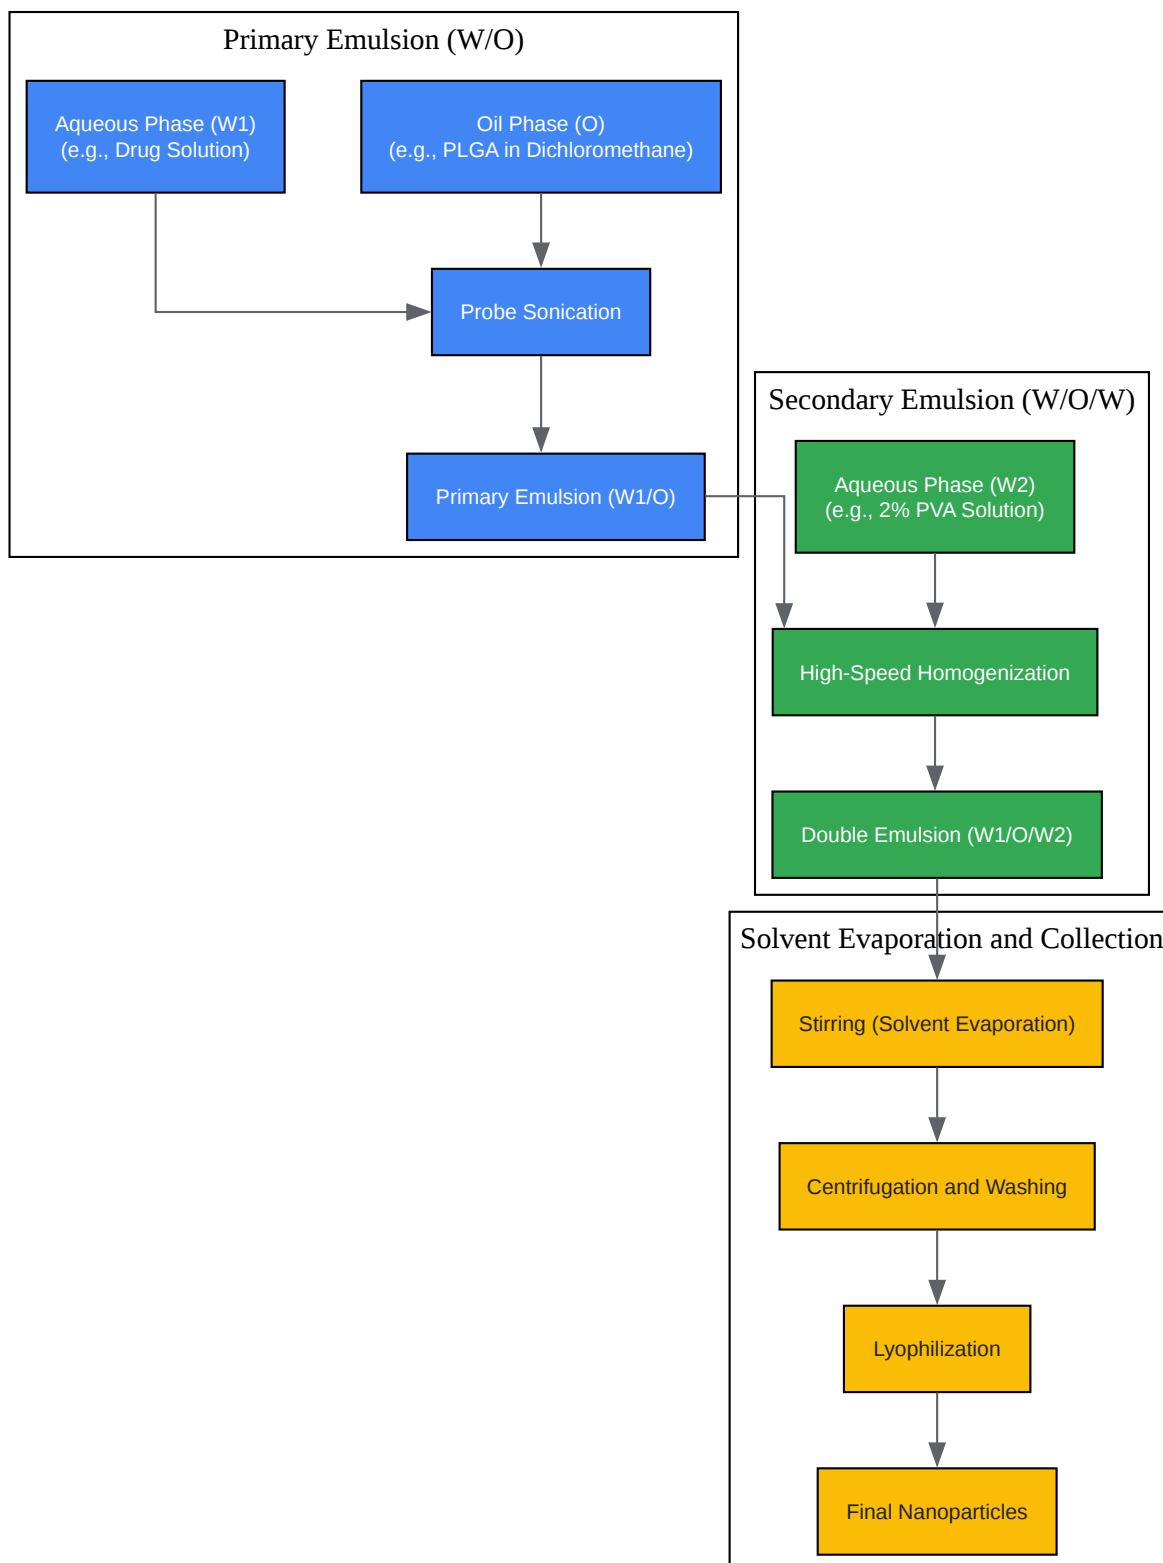 Primary Emulsion (W/O)
Aqueous Phase (W1)
(e.g., Drug Solution)
Oil Phase (O)
(e.g., PLGA in Dichloromethane)
Probe Sonication
Primary Emulsion (W1/O)
Secondary Emulsion (W/O/W)
Aqueous Phase (W2)
(e.g., 2% PVA Solution)
High-Speed Homogenization
Double Emulsion (W1/O/W2)
Solvent Evaporation and Collection
Stirring (Solvent Evaporation)
Centrifugation and Washing
Lyophilization
Final Nanoparticles